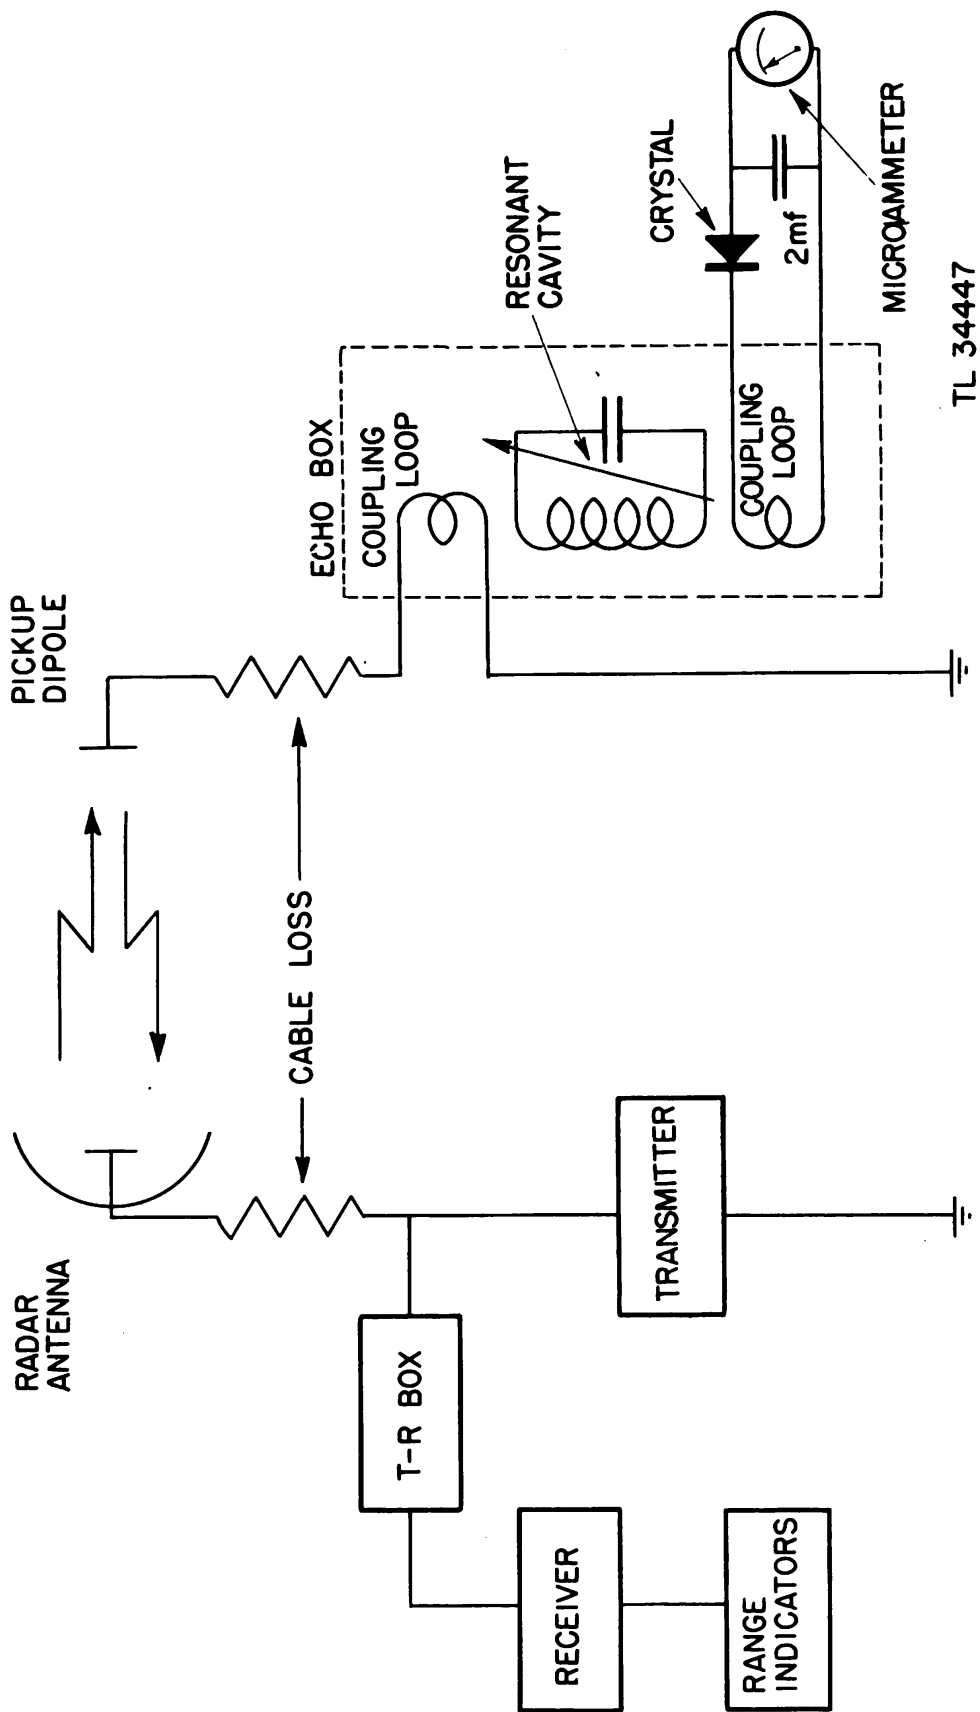 RADAR
ANTENNA
PICKUP
DIPOLE
CABLE LOSS
ECHO BOX
COUPLING
LOOP
RESONANT
CAVITY
T-R BOX
TRANSMITTER
RECEIVER
RANGE
INDICATORS
COUPLING
LOOP
CRYSTAL
2mf
MICROAMMETER
TL 34447